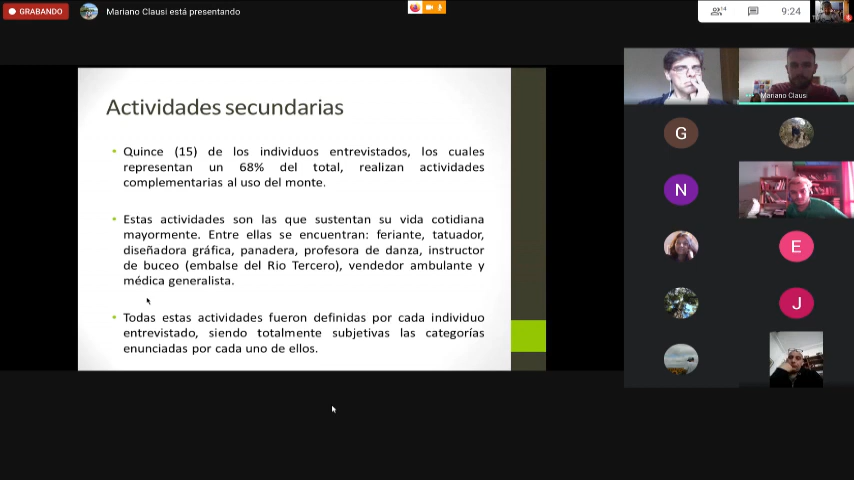 GRABANDO
Mariano Clausi está presentando
14
9:24
Actividades secundarias
• Quince (15) de los individuos entrevistados, los cuales
representan un 68% del total, realizan actividades
complementarias al uso del monte.
• Estas actividades son las que sustentan su vida cotidiana
mayormente. Entre ellas se encuentran: feriante, tatuador,
diseñadora gráfica, panadera, profesora de danza, instructor
de buceo (embalse del Rio Tercero), vendedor ambulante y
médica generalista.
• Todas estas actividades fueron definidas por cada individuo
entrevistado, siendo totalmente subjetivas las categorías
enunciadas por cada uno de ellos.
Mariano Clausi
G
N
E
J